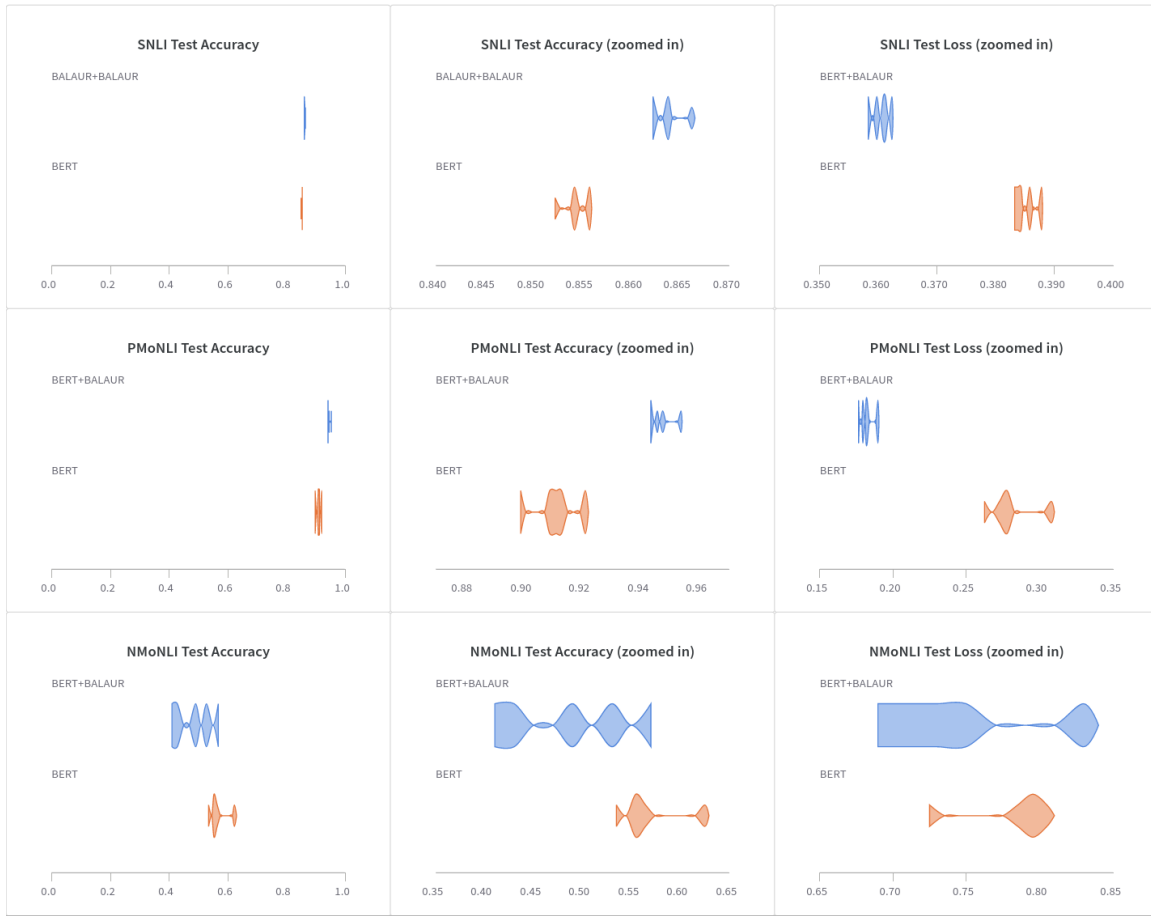 SNLI Test Accuracy
BALAUR+BALAUR
BERT
0.0 0.2 0.4 0.6 0.8 1.0
SNLI Test Accuracy (zoomed in)
BALAUR+BALAUR
BERT
0.840 0.845 0.850 0.855 0.860 0.865 0.870
SNLI Test Loss (zoomed in)
BERT+BALAUR
BERT
0.350 0.360 0.370 0.380 0.390 0.400
PMoNLI Test Accuracy
BERT+BALAUR
BERT
0.0 0.2 0.4 0.6 0.8 1.0
PMoNLI Test Accuracy (zoomed in)
BERT+BALAUR
BERT
0.88 0.90 0.92 0.94 0.96
PMoNLI Test Loss (zoomed in)
BERT+BALAUR
BERT
0.15 0.20 0.25 0.30 0.35
NMoNLI Test Accuracy
BERT+BALAUR
BERT
0.0 0.2 0.4 0.6 0.8 1.0
NMoNLI Test Accuracy (zoomed in)
BERT+BALAUR
BERT
0.35 0.40 0.45 0.50 0.55 0.60 0.65
NMoNLI Test Loss (zoomed in)
BERT+BALAUR
BERT
0.65 0.70 0.75 0.80 0.85